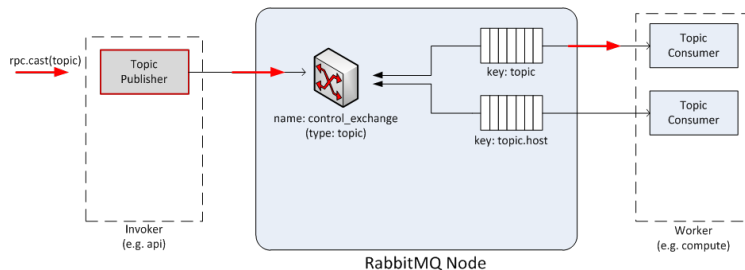 rpc.cast(topic)
Topic
Publisher
Invoker
(e.g. api)
name: control_exchange
(type: topic)
key: topic
key: topic.host
RabbitMQ Node
Topic
Consumer
Topic
Consumer
Worker
(e.g. compute)